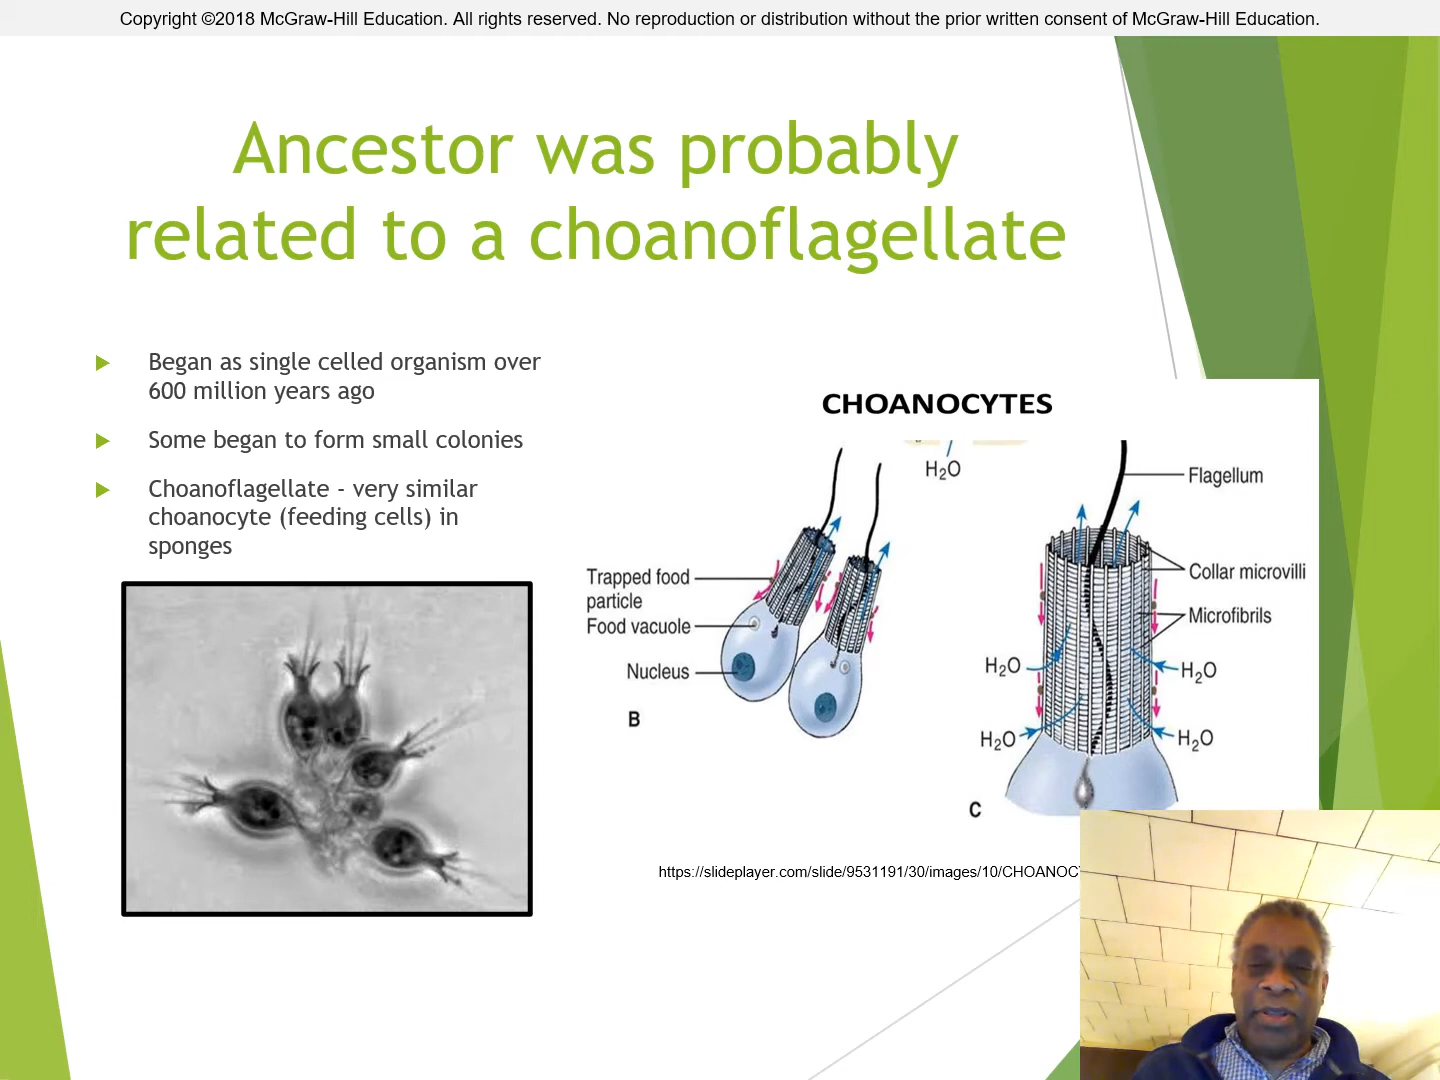 Copyright ©2018 McGraw-Hill Education. All rights reserved. No reproduction or distribution without the prior written consent of McGraw-Hill Education.
Ancestor was probably
related to a choanoflagellate
Began as single celled organism over
600 million years ago
Some began to form small colonies
Choanoflagellate - very similar
choanocyte (feeding cells) in
sponges
CHOANOCYTES
H₂O
Trapped food
particle
Food vacuole
Nucleus
B
Flagellum
Collar microvilli
Microfibrils
H₂O
H₂O
H₂O
H₂O
C
https://slideplayer.com/slide/9531191/30/images/10/CHOANOC